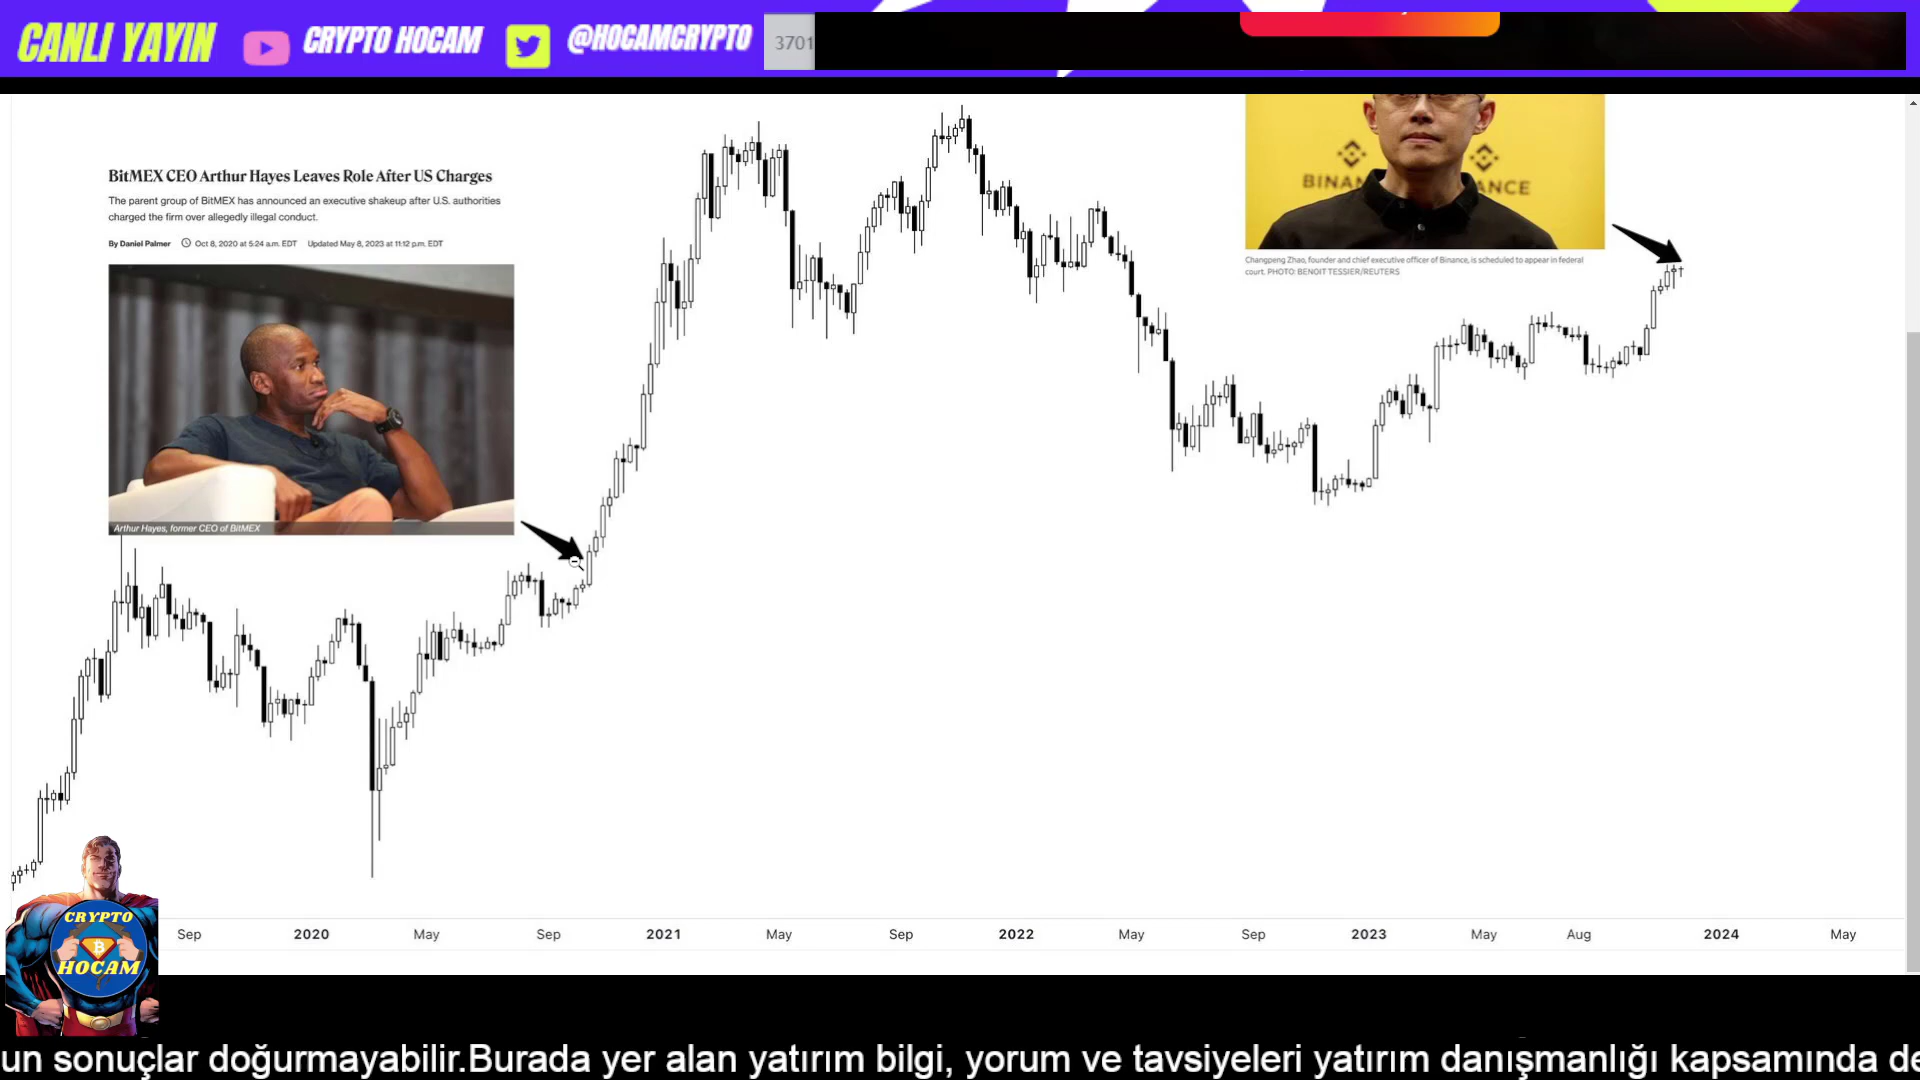 CANLI YAYIN
CRYPTO HOCAM
@HOCAMCRYPTO
3701
BitMEX CEO Arthur Hayes Leaves Role After US Charges
The parent group of BitMEX has announced an executive shakeup after U.S. authorities
charged the firm over allegedly illegal conduct.
By Daniel Palmer Oct 8, 2020 at 5:24 a.m. EDT Updated May 8, 2023 at 11:12 p.m. EDT
Arthur Hayes, former CEO of BitMEX
BINAN ANCE
Changpeng Zhao, founder and chief executive officer of Binance, is scheduled to appear in federal
court. PHOTO: BENOIT TESSIER/REUTERS
Sep 2020 May Sep 2021 May Sep 2022 May Sep 2023 May Aug 2024 May
CRYPTO
B
HOCAM
un sonuçlar doğurmayabilir.Burada yer alan yatırım bilgi, yorum ve tavsiyeleri yatırım danışmanlığı kapsamında de